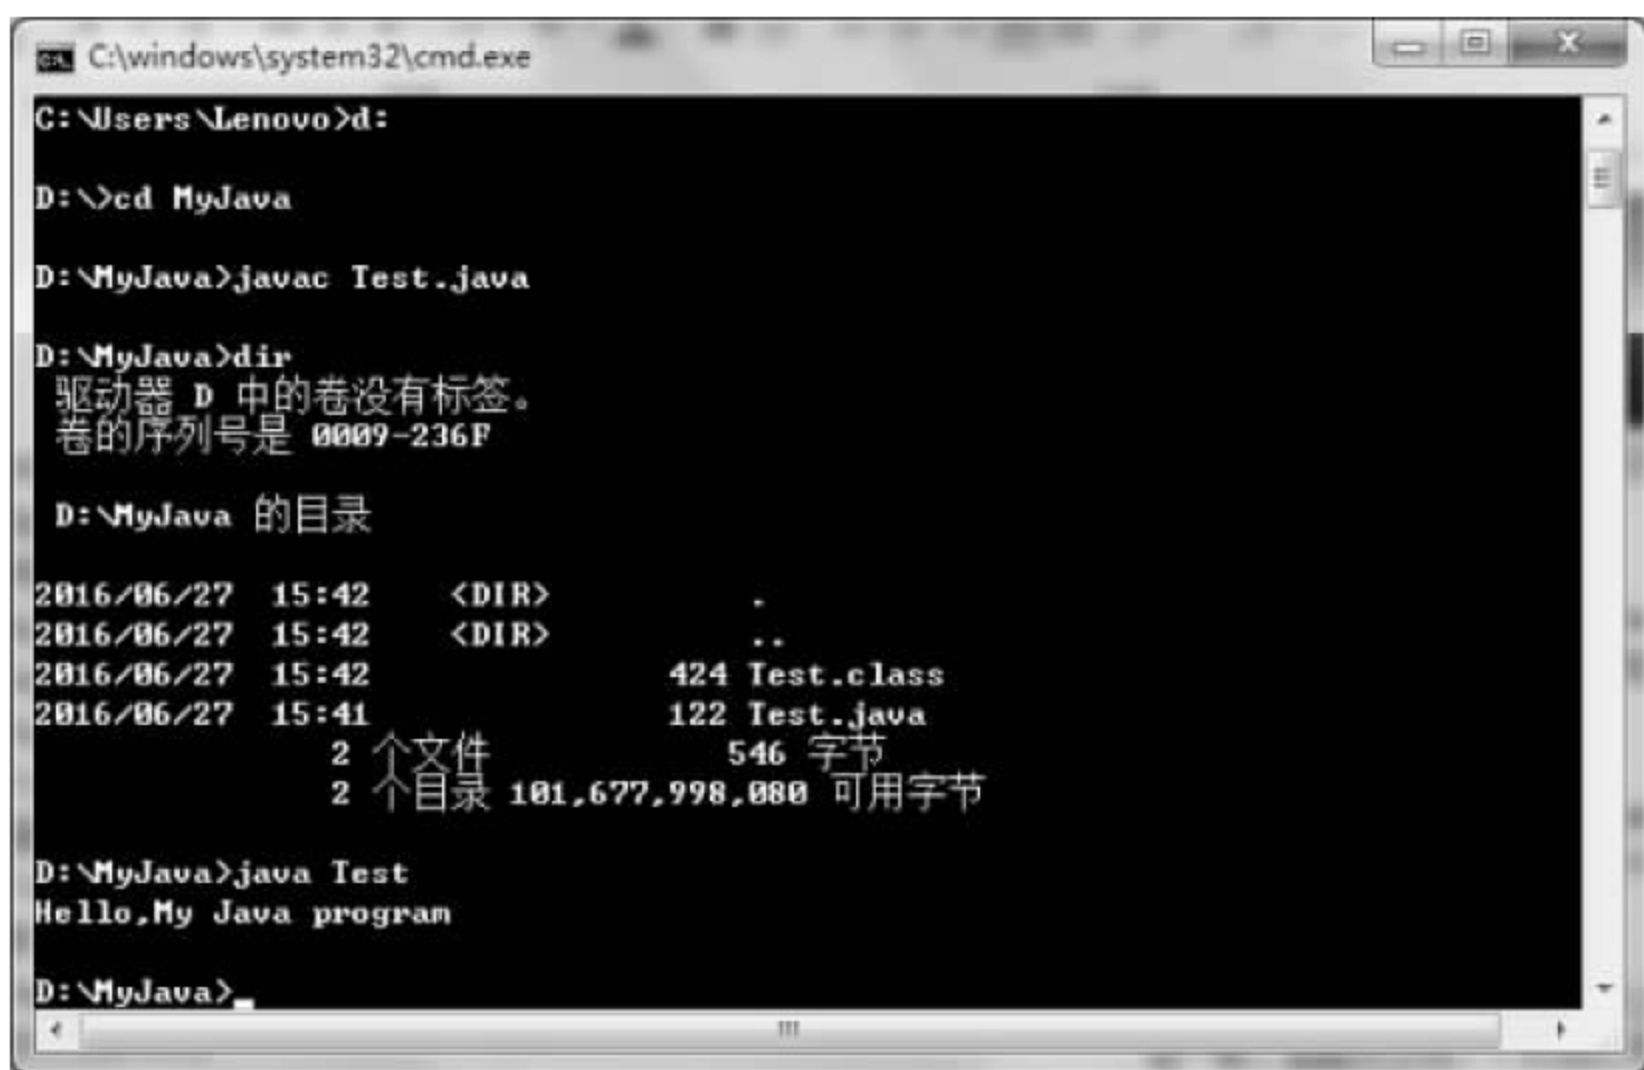 C:\windows\system32\cmd.exe
C:\Users\Lenovo>d:
D:\>cd MyJava
D:\MyJava>javac Test.java
D:\MyJava>dir
驱动器 D 中的卷没有标签。
卷的序列号是 0009-236F
D:\MyJava 的目录
2016/06/27  15:42    <DIR>          .
2016/06/27  15:42    <DIR>          ..
2016/06/27  15:42               424 Test.class
2016/06/27  15:41               122 Test.java
2 个文件            546 字节
2 个目录 101,677,998,080 可用字节
D:\MyJava>java Test
Hello,My Java program
D:\MyJava>